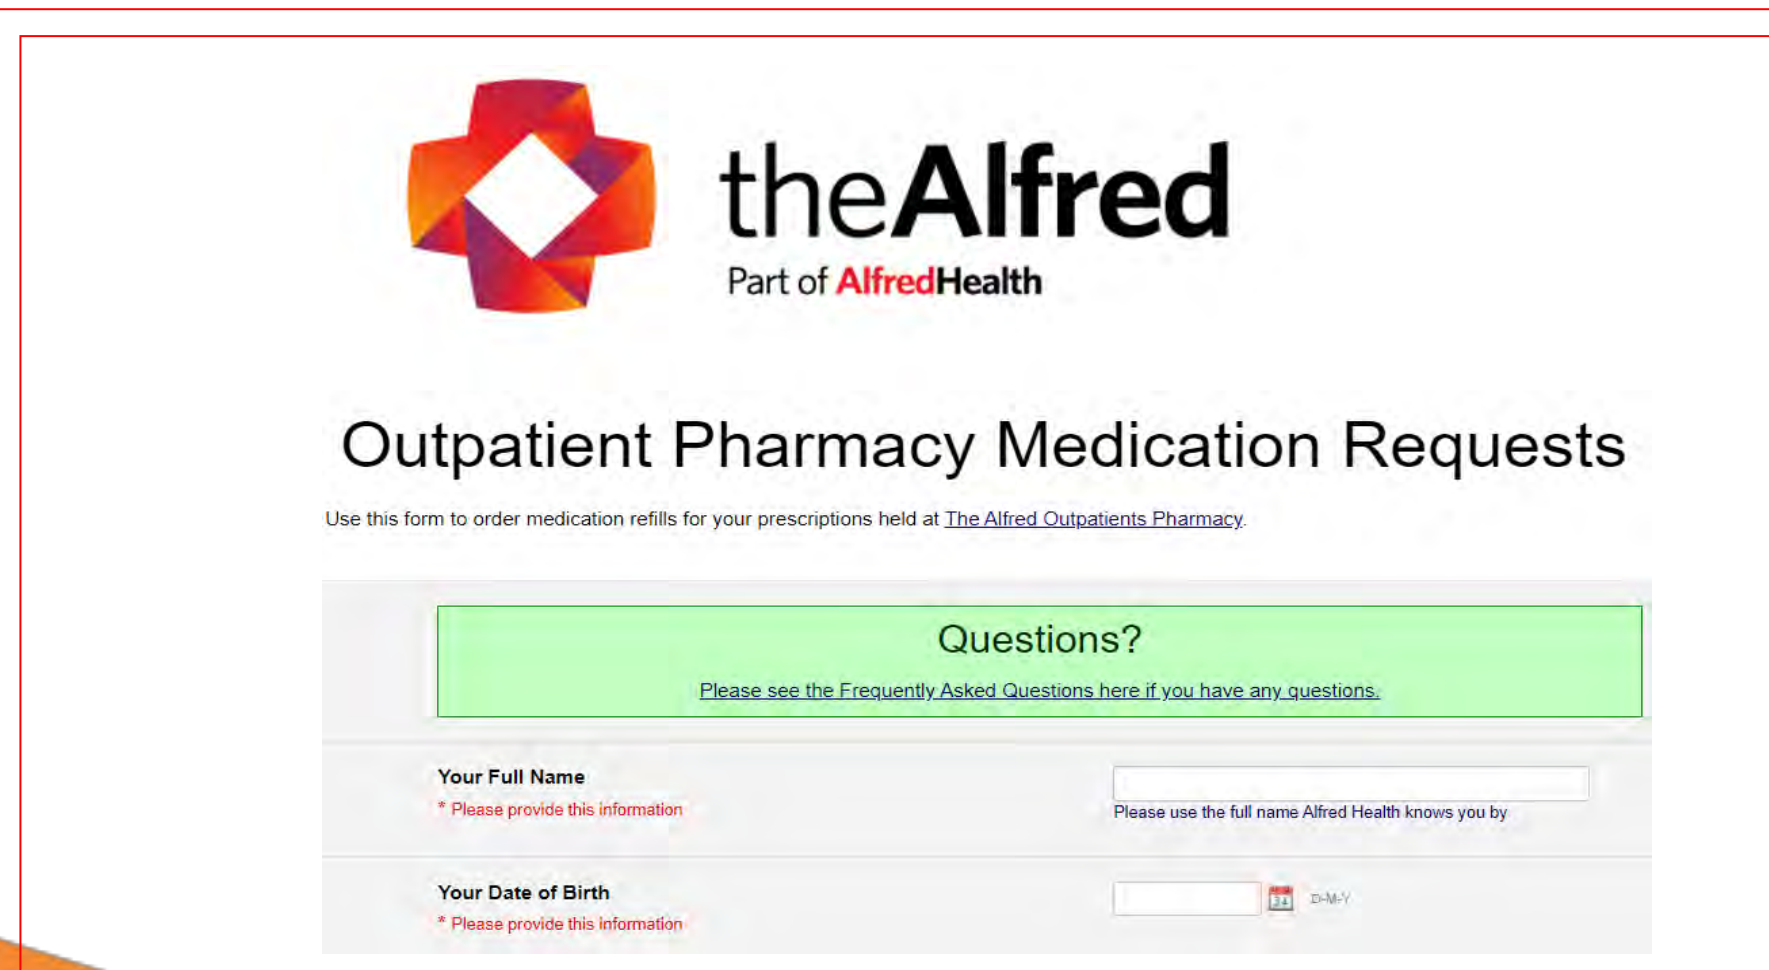 theAlfred
Part of AlfredHealth
Outpatient Pharmacy Medication Requests
Use this form to order medication refills for your prescriptions held at The Alfred Outpatients Pharmacy.
Questions?
Please see the Frequently Asked Questions here if you have any questions.
Your Full Name
* Please provide this information
Please use the full name Alfred Health knows you by
Your Date of Birth
* Please provide this information
31
D-M-Y